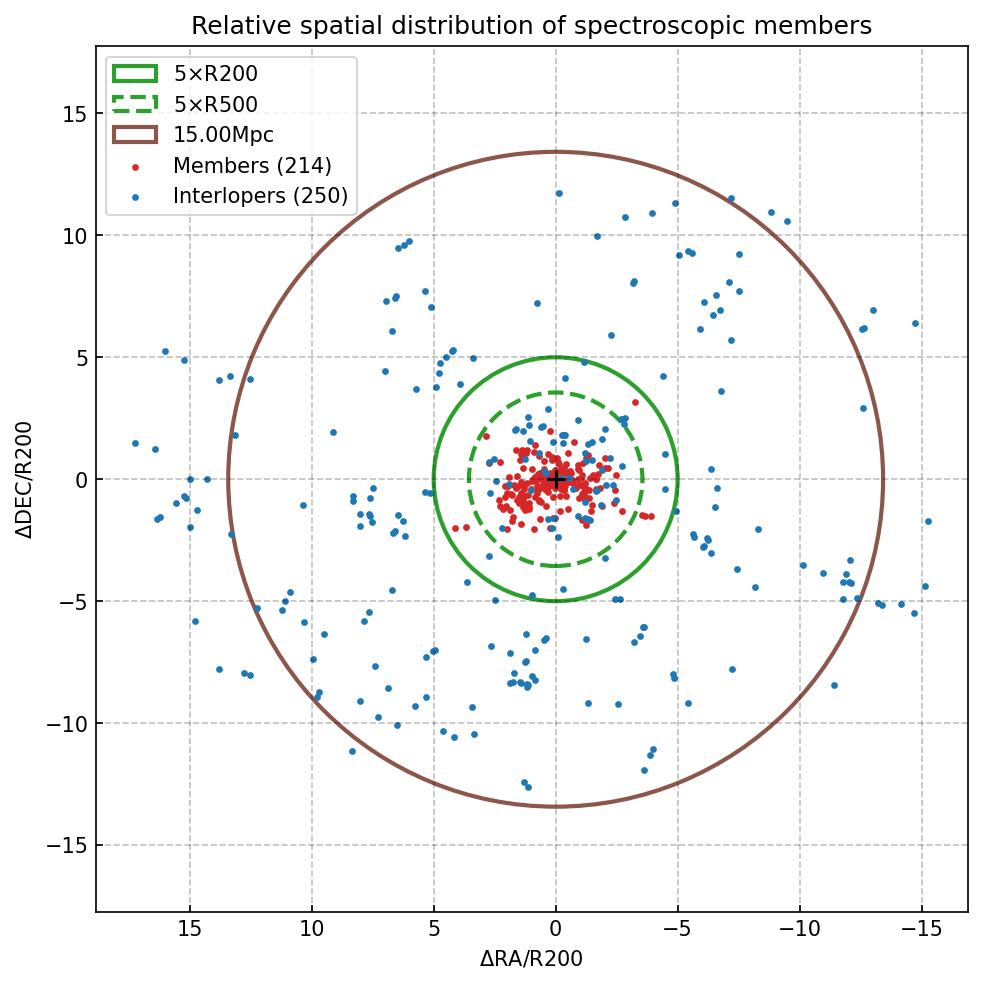 Relative spatial distribution of spectroscopic members
5×R200
5×R500
15.00Mpc
Members (214)
Interlopers (250)
15
10
5
0
−5
−10
−15
ΔDEC/R200
15
10
5
0
−5
−10
−15
ΔRA/R200